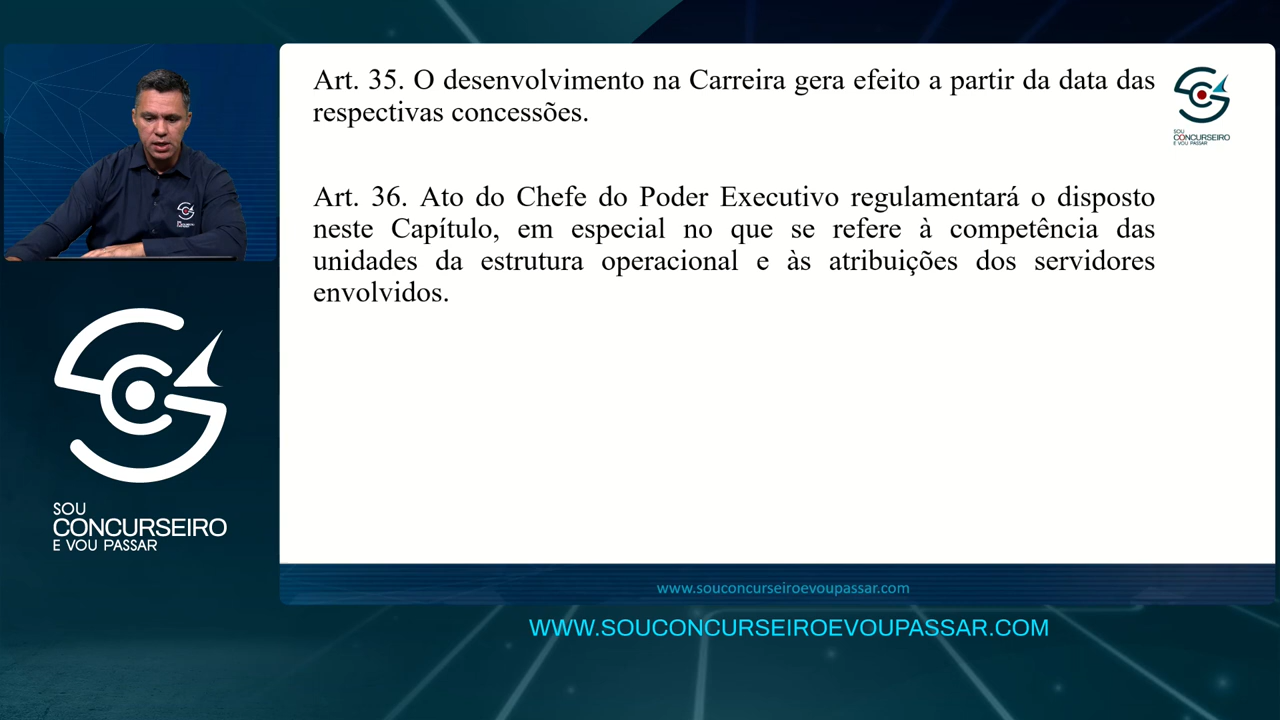 Art. 35. O desenvolvimento na Carreira gera efeito a partir da data das
respectivas concessões.
Art. 36. Ato do Chefe do Poder Executivo regulamentará o disposto
neste Capítulo, em especial no que se refere à competência das
unidades da estrutura operacional e às atribuições dos servidores
envolvidos.
SOU
CONCURSEIRO
E VOU PASSAR
SOU
CONCURSEIRO
E VOU PASSAR
www.souconcurseiroevoupassar.com
WWW.SOUCONCURSEIROEVOUPASSAR.COM